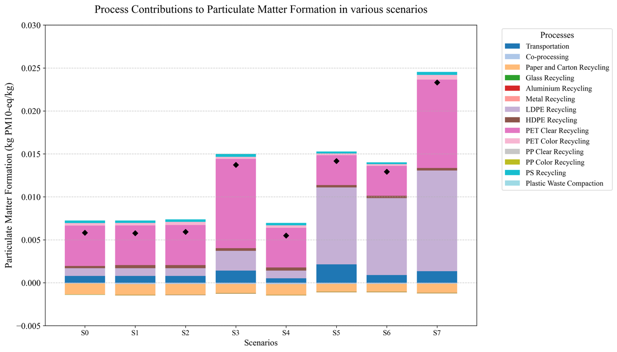 Process Contributions to Particulate Matter Formation in various scenarios
Particulate Matter Formation (kg PM10-eq/kg)
0.030
0.025
0.020
0.015
0.010
0.005
0.000
−0.005
S0 S1 S2 S3 S4 S5 S6 S7
Scenarios
Processes
Transportation
Co-processing
Paper and Carton Recycling
Glass Recycling
Aluminium Recycling
Metal Recycling
LDPE Recycling
HDPE Recycling
PET Clear Recycling
PET Color Recycling
PP Clear Recycling
PP Color Recycling
PS Recycling
Plastic Waste Compaction